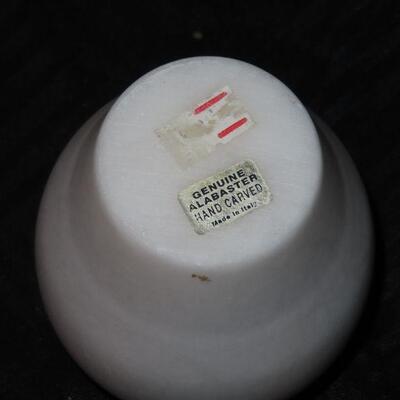 GENUINE
ALABASTER
HAND CARVED
Made in Italy